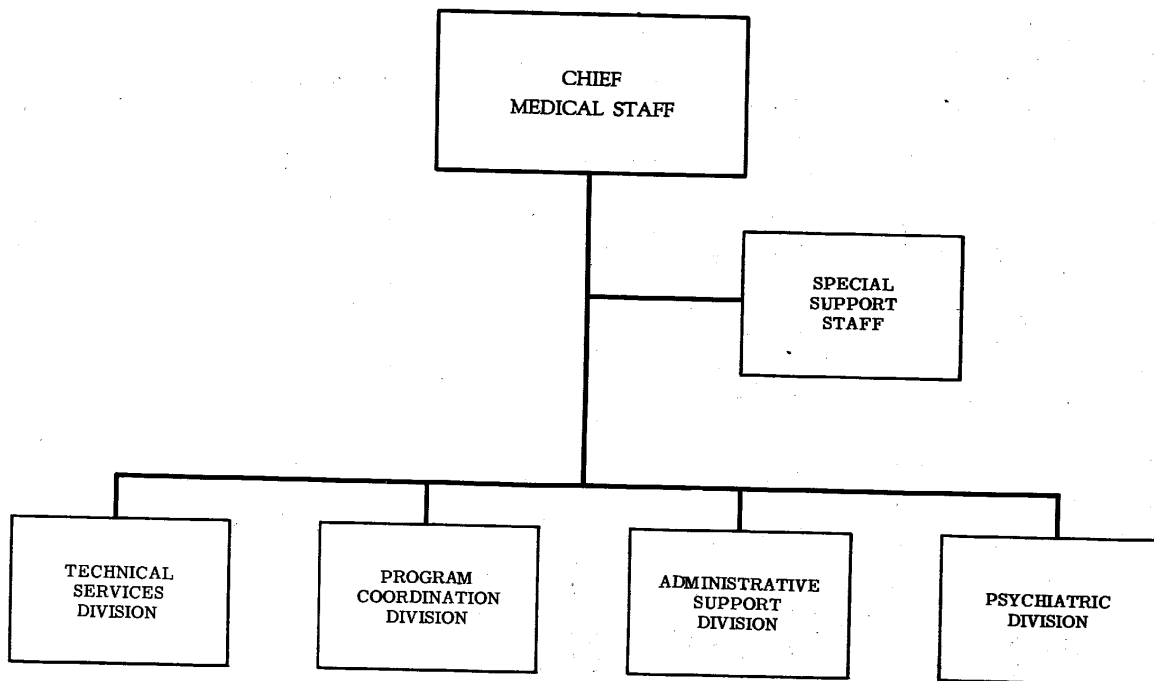 CHIEF
MEDICAL STAFF
SPECIAL
SUPPORT
STAFF
TECHNICAL
SERVICES
DIVISION
PROGRAM
COORDINATION
DIVISION
ADMINISTRATIVE
SUPPORT
DIVISION
PSYCHIATRIC
DIVISION